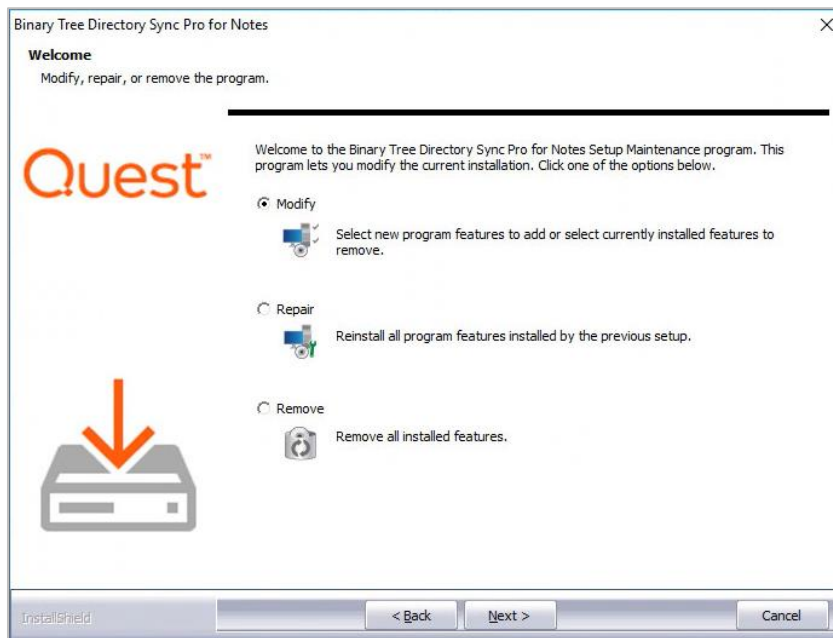 Binary Tree Directory Sync Pro for Notes
Welcome
Modify, repair, or remove the program.
Quest™
Welcome to the Binary Tree Directory Sync Pro for Notes Setup Maintenance program. This
program lets you modify the current installation. Click one of the options below.
Modify
Select new program features to add or select currently installed features to
remove.
Repair
Reinstall all program features installed by the previous setup.
Remove
Remove all installed features.
InstallShield
< Back
Next >
Cancel